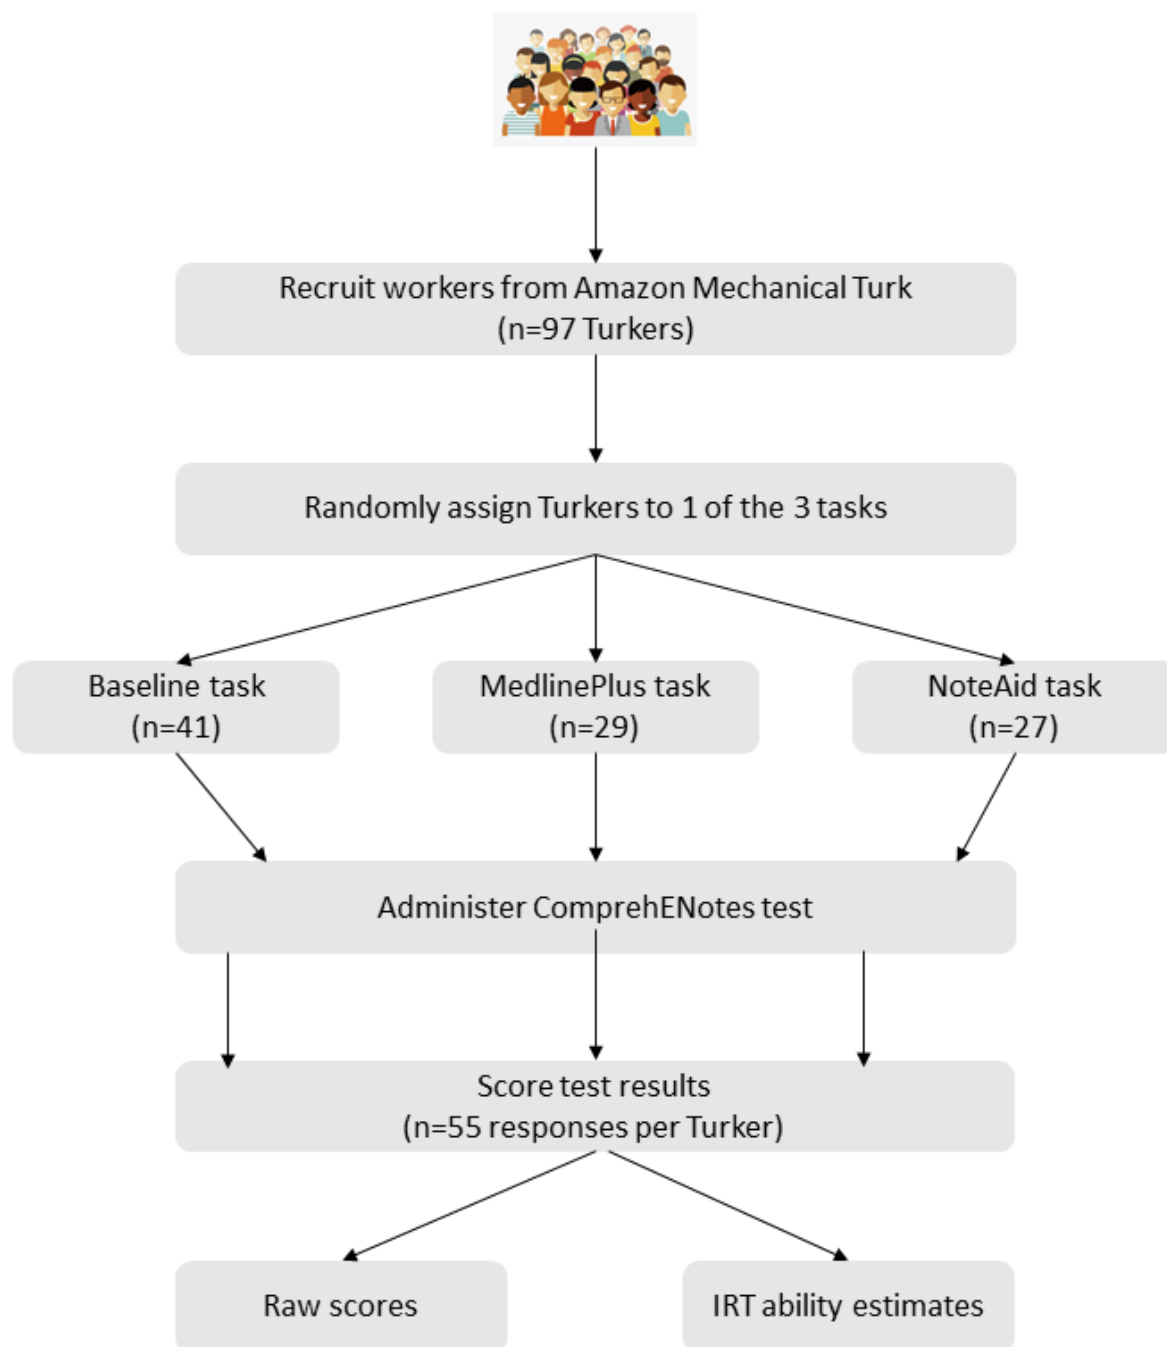 Recruit workers from Amazon Mechanical Turk
(n=97 Turkers)
Randomly assign Turkers to 1 of the 3 tasks
Baseline task
(n=41)
MedlinePlus task
(n=29)
NoteAid task
(n=27)
Administer ComprehENotes test
Score test results
(n=55 responses per Turker)
Raw scores
IRT ability estimates